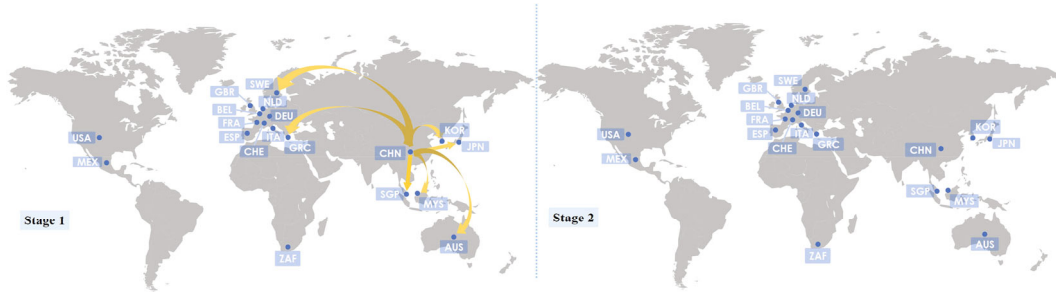 SWE
GBR
NLD
BEL
DEU
FRA
USA
ESP
ITA
KOR
GRC
JPN
CHE
CHN
MEX
SGP
MYS
Stage 1
AUS
ZAF
SWE
GBR
NLD
BEL
DEU
FRA
USA
ESP
ITA
KOR
GRC
JPN
CHE
CHN
MEX
SGP
MYS
Stage 2
AUS
ZAF